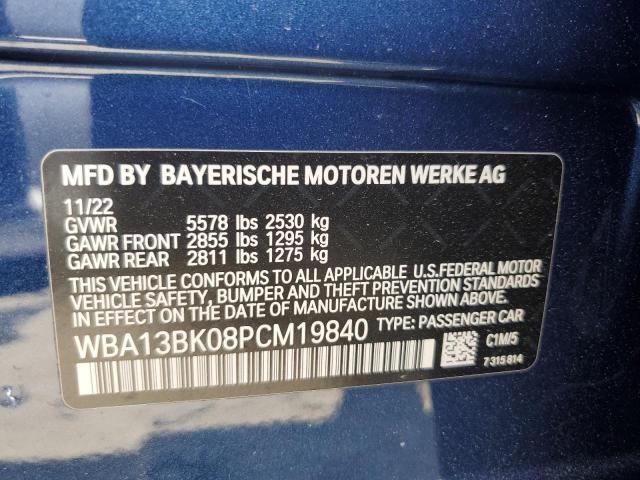 MFD BY BAYERISCHE MOTOREN WERKE AG
11/22
GVWR 5578 lbs 2530 kg
GAWR FRONT 2855 lbs 1295 kg
GAWR REAR 2811 lbs 1275 kg
THIS VEHICLE CONFORMS TO ALL APPLICABLE U.S.FEDERAL MOTOR
VEHICLE SAFETY, BUMPER, AND THEFT PREVENTION STANDARDS
IN EFFECT ON THE DATE OF MANUFACTURE SHOWN ABOVE.
WBA13BK08PCM19840 TYPE: PASSENGER CAR
C1M/5
7315814